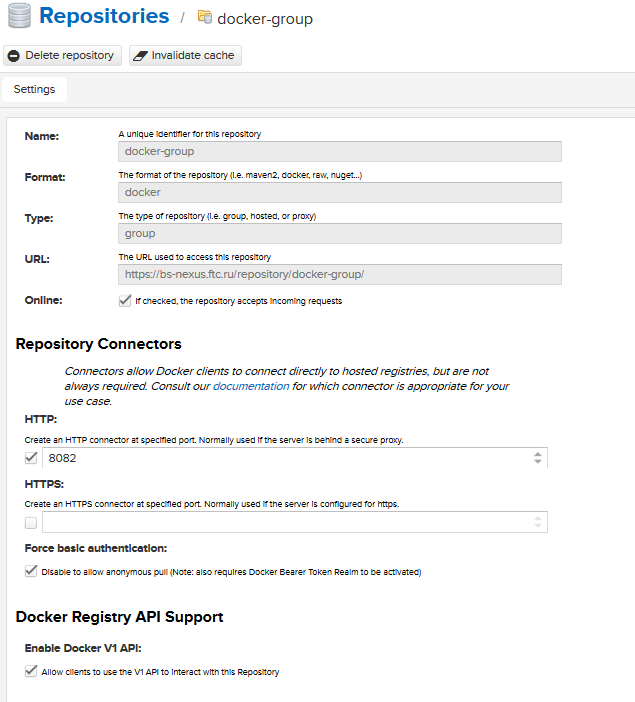 Repositories / docker-group
Delete repository Invalidate cache
Settings
Name: A unique identifier for this repository
docker-group
Format: The format of the repository (i.e. maven2, docker, raw, nuget...)
docker
Type: The type of repository (i.e. group, hosted, or proxy)
group
URL: The URL used to access this repository
https://bs-nexus.ftc.ru/repository/docker-group/
Online: If checked, the repository accepts incoming requests
Repository Connectors
Connectors allow Docker clients to connect directly to hosted registries, but are not
always required. Consult our documentation for which connector is appropriate for your
use case.
HTTP:
Create an HTTP connector at specified port. Normally used if the server is behind a secure proxy.
8082
HTTPS:
Create an HTTPS connector at specified port. Normally used if the server is configured for https.
Force basic authentication:
Disable to allow anonymous pull (Note: also requires Docker Bearer Token Realm to be activated)
Docker Registry API Support
Enable Docker V1 API:
Allow clients to use the V1 API to interact with this Repository